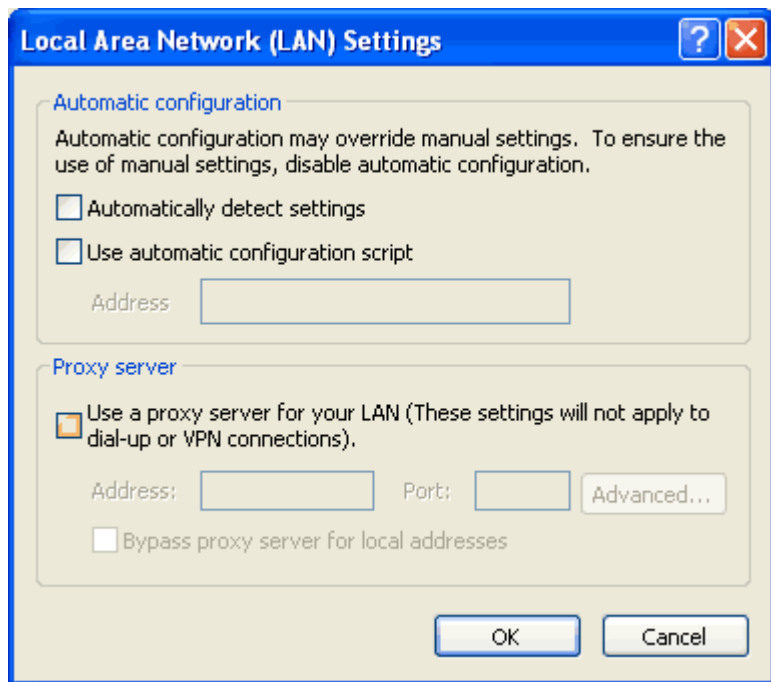 Local Area Network (LAN) Settings
Automatic configuration
Automatic configuration may override manual settings. To ensure the
use of manual settings, disable automatic configuration.
Automatically detect settings
Use automatic configuration script
Address
Proxy server
Use a proxy server for your LAN (These settings will not apply to
dial-up or VPN connections).
Address: Port: Advanced...
Bypass proxy server for local addresses
OK Cancel